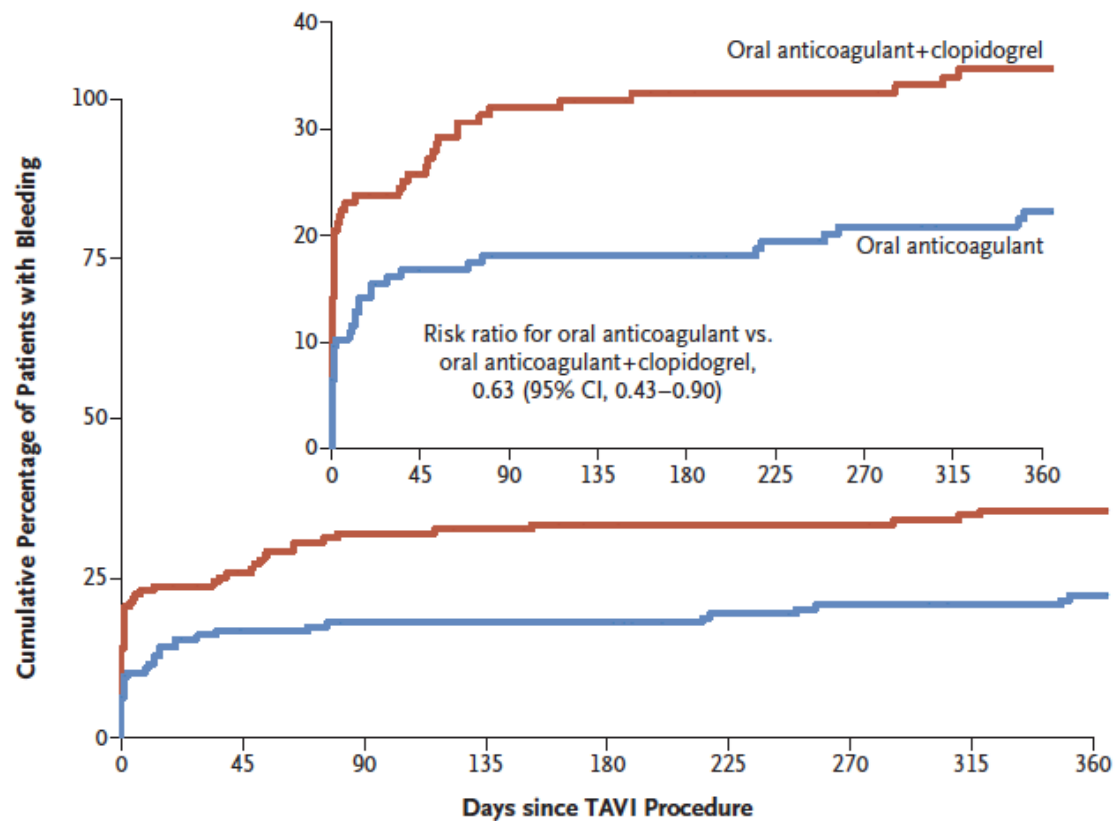 Cumulative Percentage of Patients with Bleeding
100
75
50
25
0
40
30
20
10
0
Oral anticoagulant+clopidogrel
Oral anticoagulant
Risk ratio for oral anticoagulant vs.
oral anticoagulant+clopidogrel,
0.63 (95% CI, 0.43–0.90)
0 45 90 135 180 225 270 315 360
0 45 90 135 180 225 270 315 360
Days since TAVI Procedure